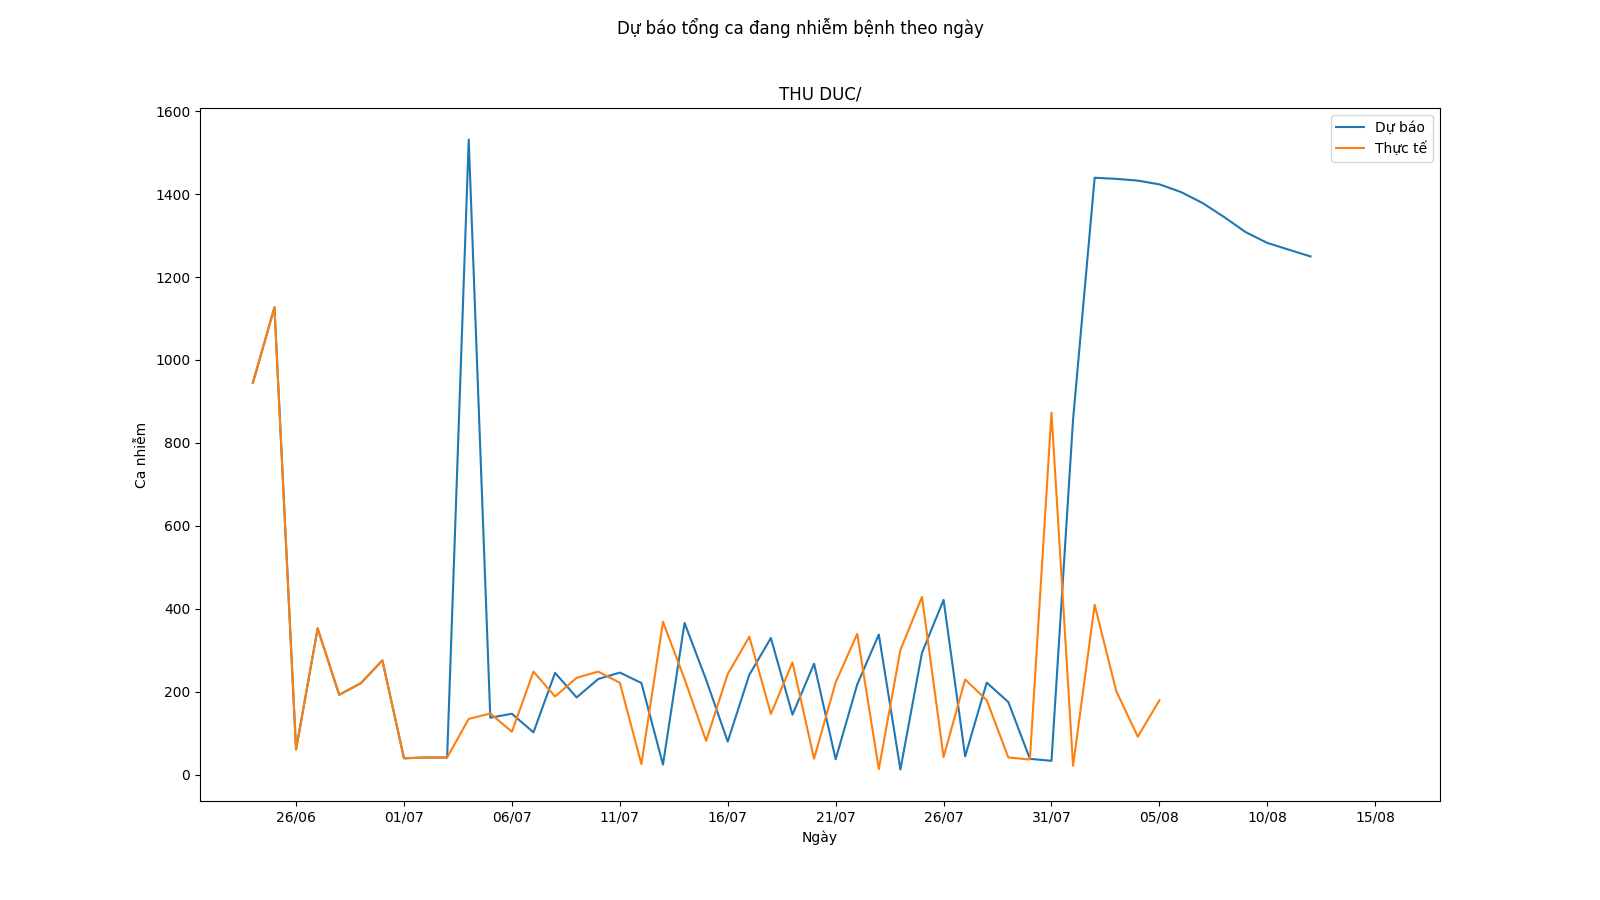 Dự báo tổng ca đang nhiễm bệnh theo ngày
THU DUC/
1600
1400
1200
1000
800
600
400
200
0
Ca nhiễm
Dự báo
Thực tế
26/06 01/07 06/07 11/07 16/07 21/07 26/07 31/07 05/08 10/08 15/08
Ngày